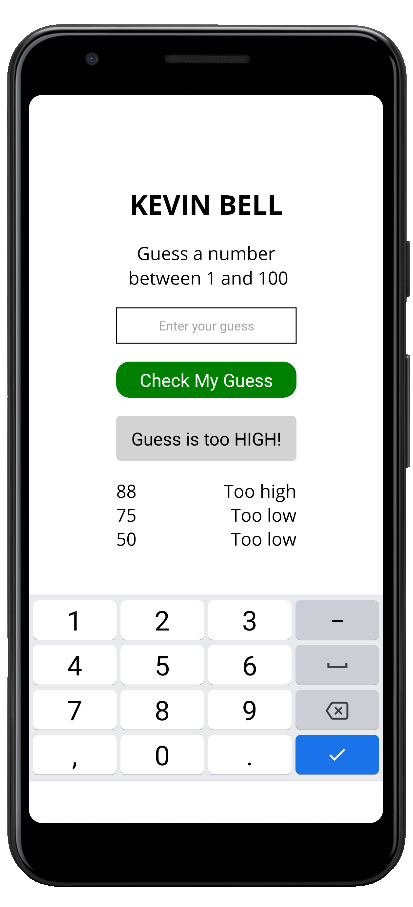 KEVIN BELL
Guess a number
between 1 and 100
Enter your guess
Check My Guess
Guess is too HIGH!
88 Too high
75 Too low
50 Too low
1 2 3 –
4 5 6
7 8 9
, 0 .